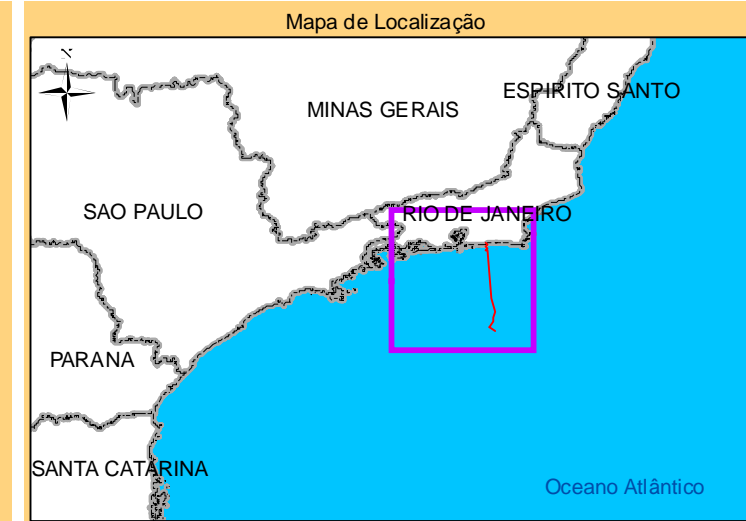 Mapa de Localização
N
ESPIRITO SANTO
MINAS GERAIS
SAO PAULO
RIO DE JANEIRO
PARANA
SANTA CATARINA
Oceano Atlântico